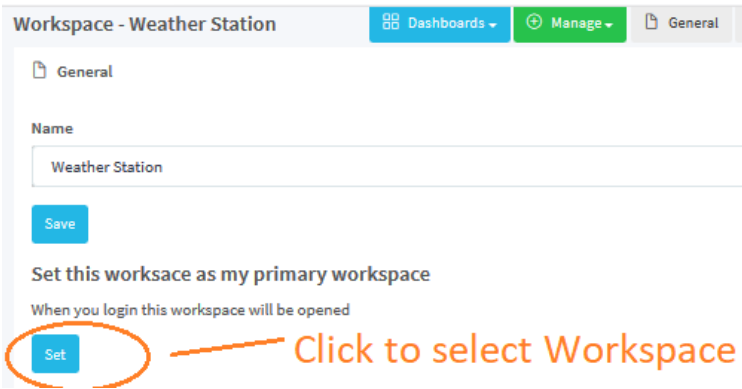 Workspace - Weather Station Dashboards Manage General
General
Name
Weather Station
Save
Set this worksace as my primary workspace
When you login this workspace will be opened
Set
Click to select Workspace